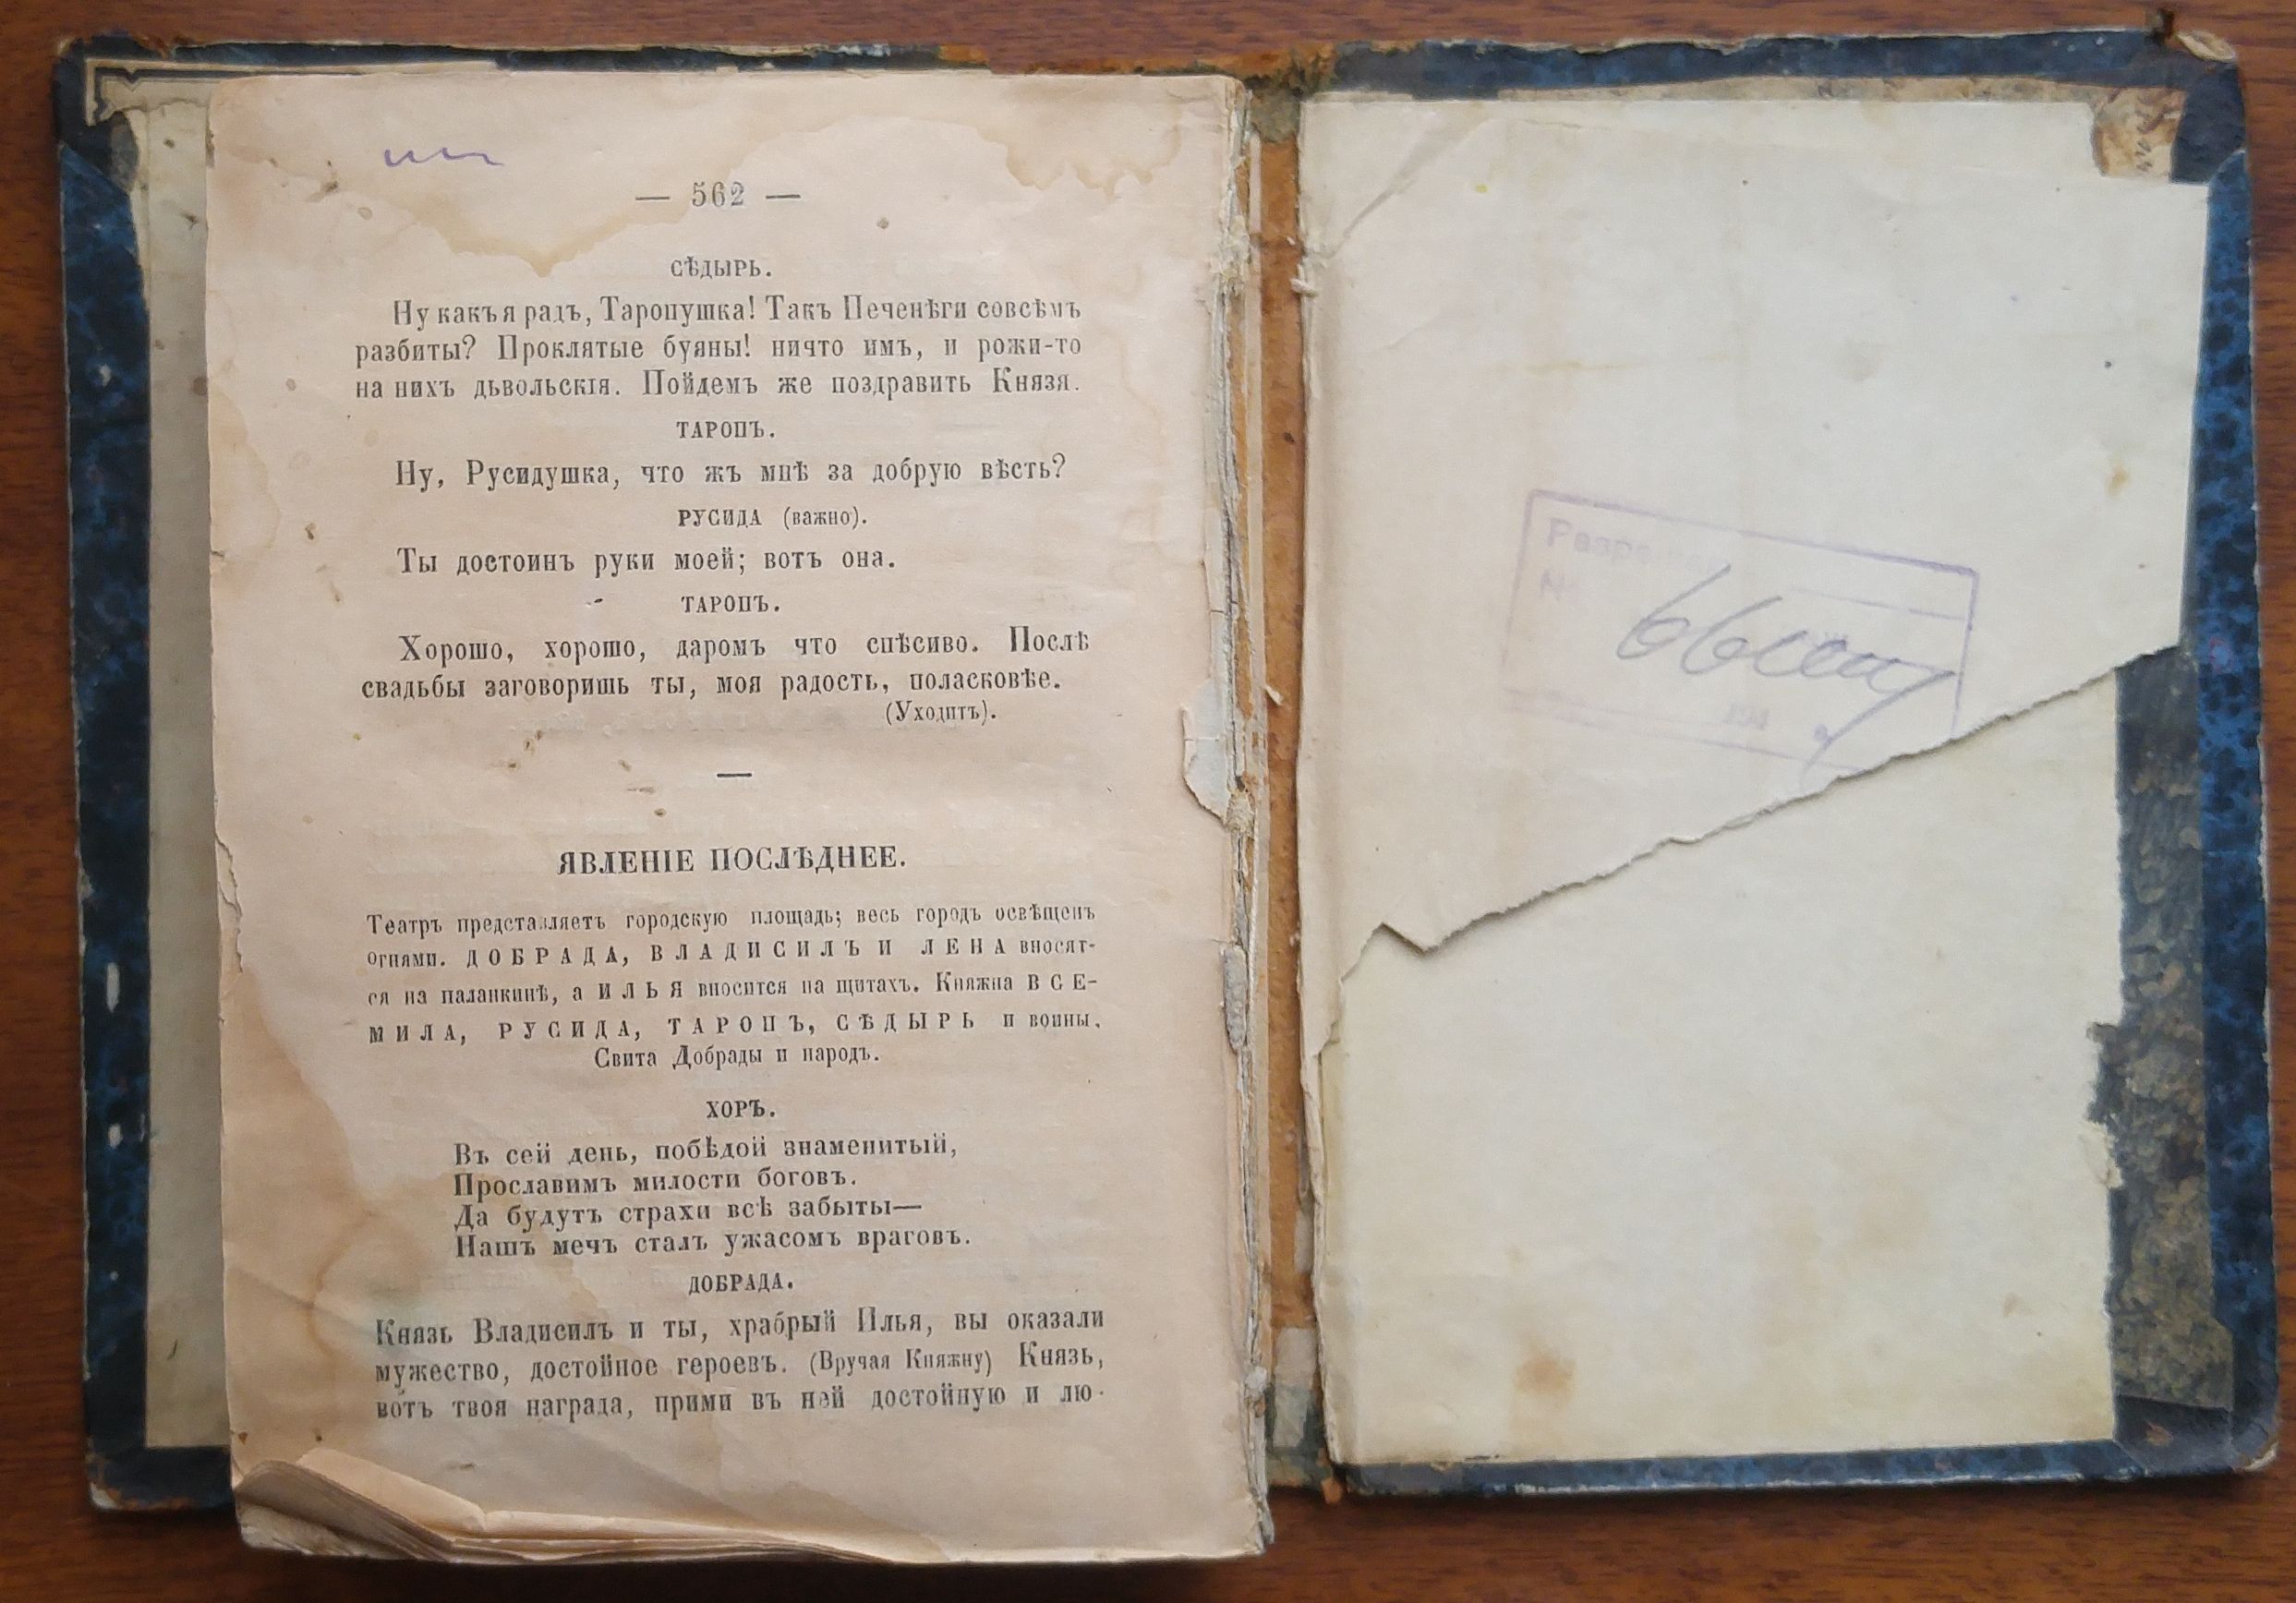 — 562 —
СѢДЫРЬ.
Ну какъ я радъ, Таропушка! Такъ Печенѣги совсѣмъ
разбиты? Проклятые буяны! ничто имъ, и рожи-то
на нихъ дьвольскія. Пойдемъ же поздравить Князя.
ТАРОПЪ.
Ну, Русидушка, что жъ мнѣ за добрую вѣсть?
РУСИДА (важно).
Ты достоинъ руки моей; вотъ она.
ТАРОПЪ.
Хорошо, хорошо, даромъ что спѣсиво. Послѣ
свадьбы заговоришь ты, моя радость, поласковѣе.
(Уходитъ).
ЯВЛЕНІЕ ПОСЛѢДНЕЕ.
Театръ представляетъ городскую площадь; весь городъ освѣщенъ
огнями. ДОБРАДА, ВЛАДИСИЛЪ И ЛЕНА вносят-
ся на паланкинѣ, а ИЛЬЯ вносится на щитахъ. Княжна ВСЕ-
МИЛА, РУСИДА, ТАРОПЪ, СѢДЫРЬ и воины.
Свита Добрады и народъ.
ХОРЪ.
Въ сей день, побѣдой знаменитый,
Прославимъ милости боговъ.
Да будутъ страхи всѣ забыты—
Нашъ мечъ сталъ ужасомъ враговъ.
ДОБРАДА.
Князь Владисилъ и ты, храбрый Илья, вы оказали
мужество, достойное героевъ. (Вручая Княжну) Князь,
вотъ твоя награда, прими въ ней достойную и лю-
№